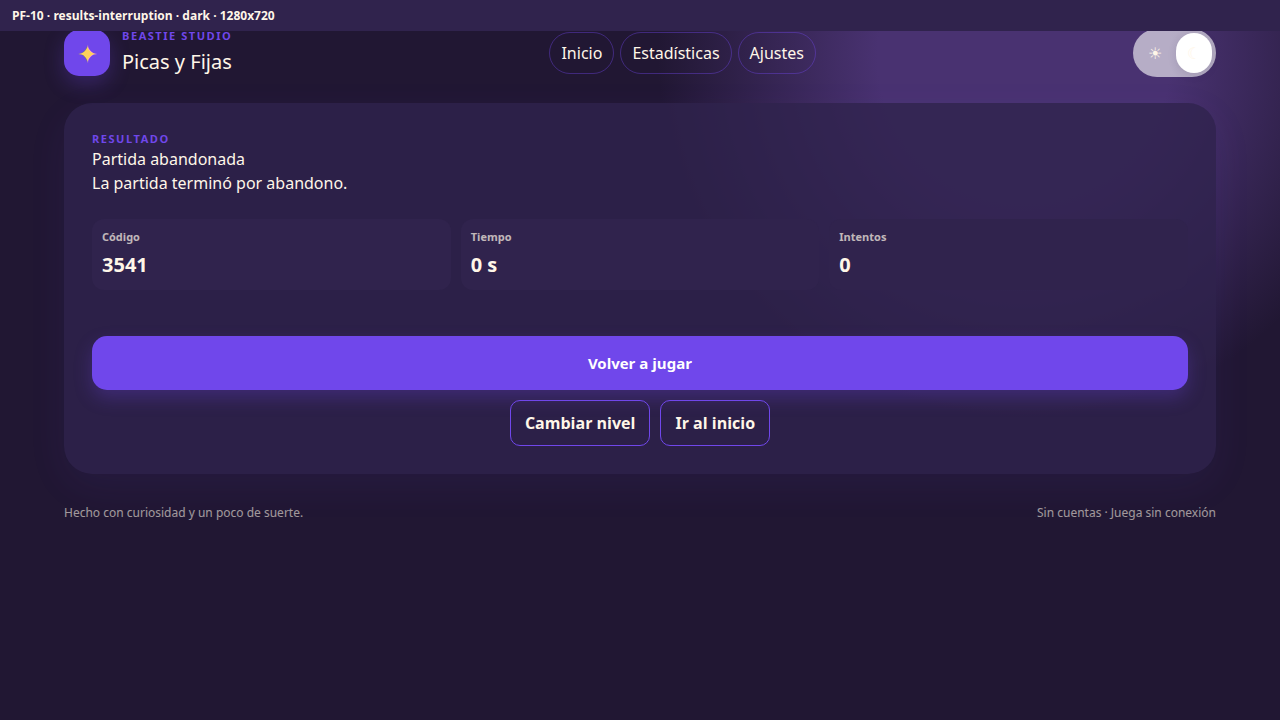 PF-10 · results-interruption · dark · 1280x720
BEASTIE STUDIO
Picas y Fijas
Inicio
Estadísticas
Ajustes
RESULTADO
Partida abandonada
La partida terminó por abandono.
Código
3541
Tiempo
0 s
Intentos
0
Volver a jugar
Cambiar nivel
Ir al inicio
Hecho con curiosidad y un poco de suerte.
Sin cuentas · Juega sin conexión